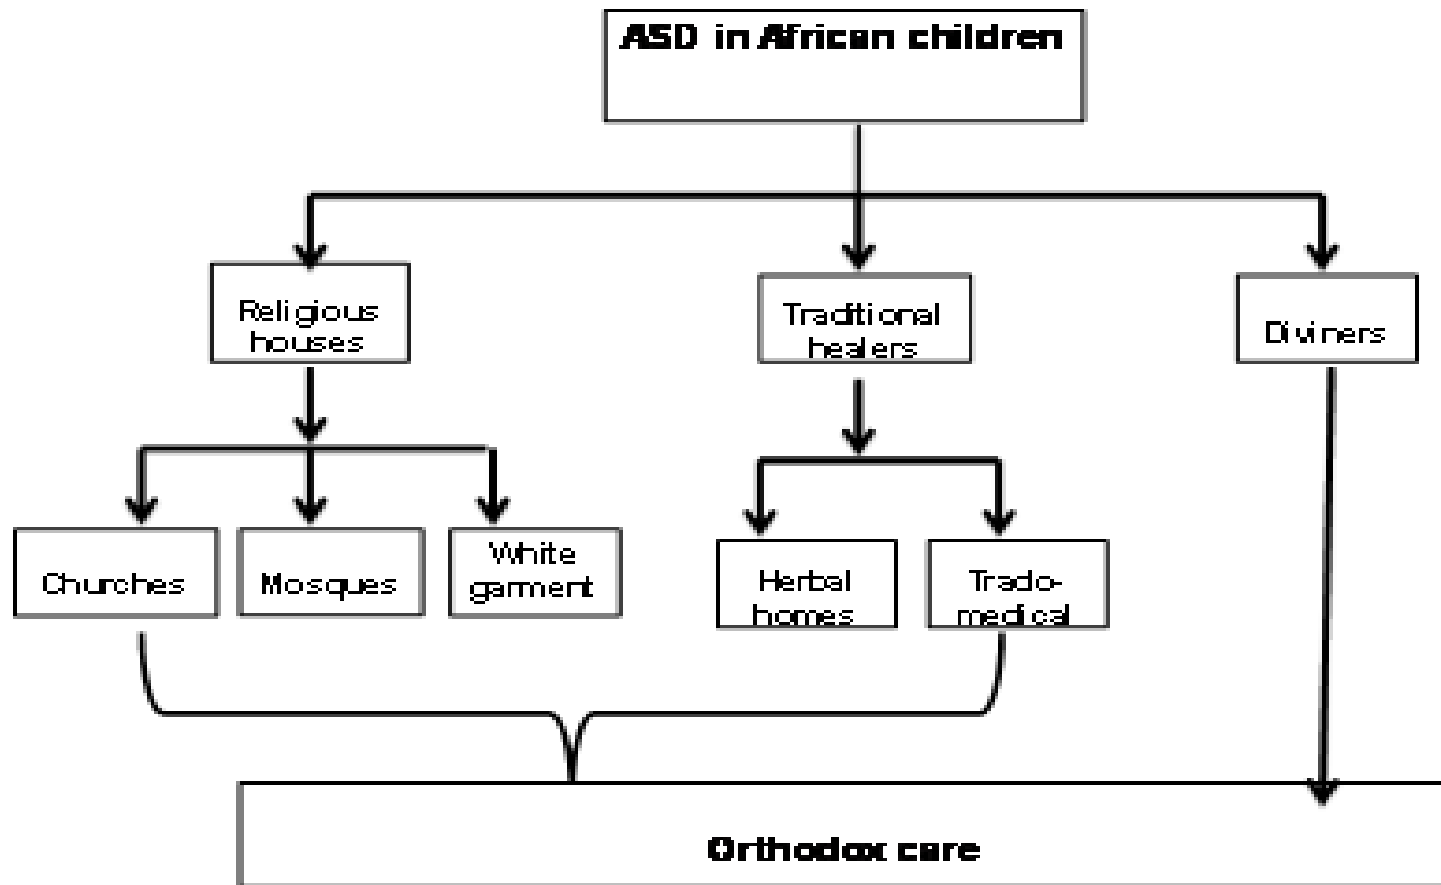 ASD in African children
Religious
houses
Traditional
healers
Diviners
Churches
Mosques
White
garment
Herbal
homes
Trado-
medical
Orthodox care